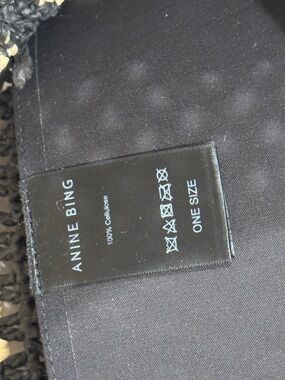 ANINE BING
100% Cellulose
ONE SIZE